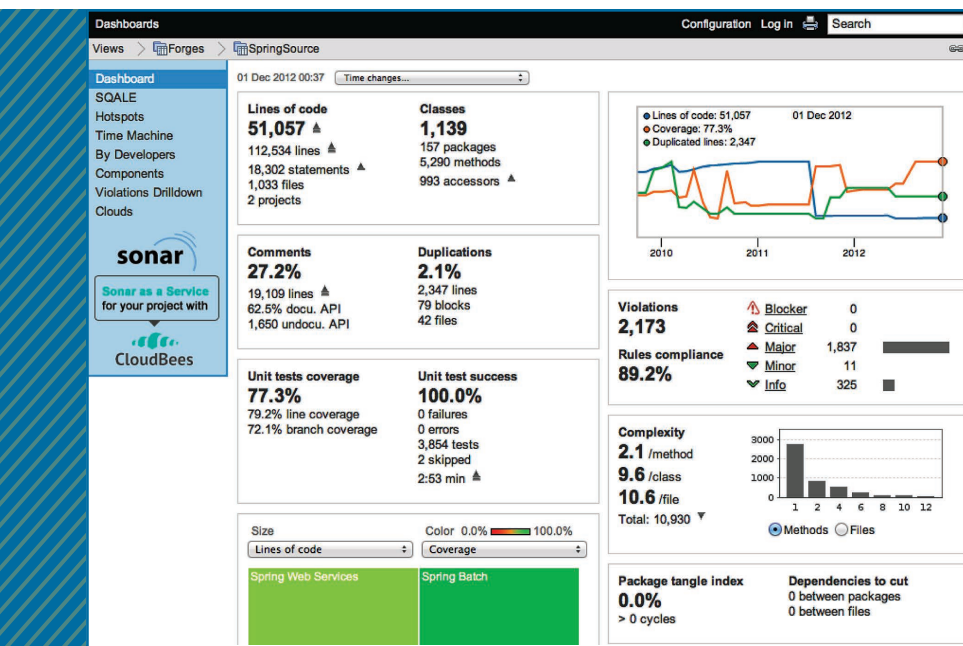 Dashboards
Configuration Log in Search
Views Forges SpringSource
Dashboard
SQALE
Hotspots
Time Machine
By Developers
Components
Violations Drilldown
Clouds
sonar
Sonar as a Service
for your project with
CloudBees
01 Dec 2012 00:37 Time changes...
Lines of code
51,057
112,534 lines
18,302 statements
1,033 files
2 projects
Classes
1,139
157 packages
5,290 methods
993 accessors
Comments
27.2%
19,109 lines
62.5% docu. API
1,650 undocu. API
Duplications
2.1%
2,347 lines
79 blocks
42 files
Unit tests coverage
77.3%
79.2% line coverage
72.1% branch coverage
Unit test success
100.0%
0 failures
0 errors
3,854 tests
2 skipped
2:53 min
Size
Lines of code
Color 0.0% 100.0%
Coverage
Spring Web Services
Spring Batch
Lines of code: 51,057 01 Dec 2012
Coverage: 77.3%
Duplicated lines: 2,347
2010 2011 2012
Violations
2,173
Rules compliance
89.2%
Blocker 0
Critical 0
Major 1,837
Minor 11
Info 325
Complexity
2.1 /method
9.6 /class
10.6 /file
Total: 10,930
3000
2000
1000
0
1 2 4 6 8 10 12
Methods Files
Package tangle index
0.0%
> 0 cycles
Dependencies to cut
0 between packages
0 between files